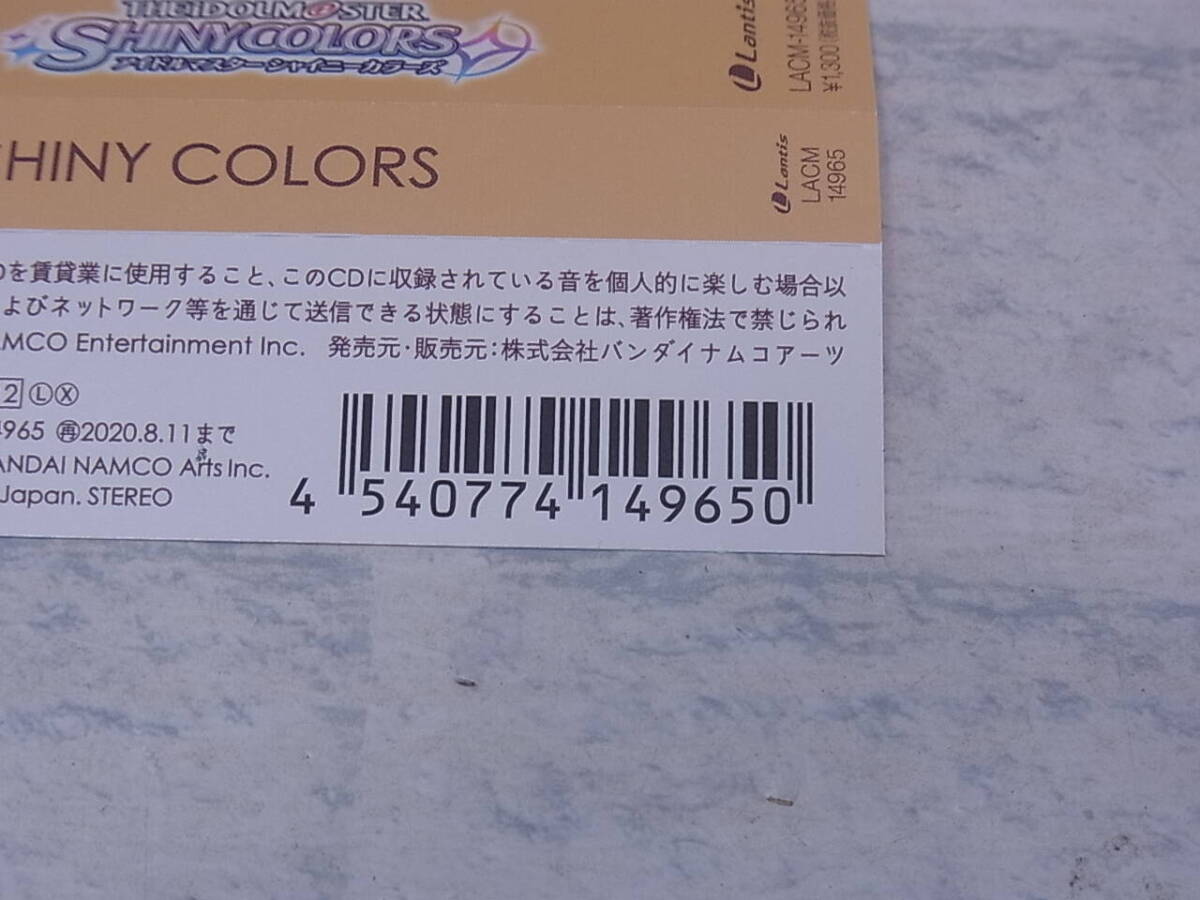 THE IDOLM@STER
SHINY COLORS
アイドルマスターシャイニーカラーズ
Lantis
LACM-14965
¥1,300
SHINY COLORS
Lantis
LACM
14965
Dを賃貸業に使用すること、このCDに収録されている音を個人的に楽しむ場合以
よびネットワーク等を通じて送信できる状態にすることは、著作権法で禁じられ
AMCO Entertainment Inc. 発売元・販売元:株式会社バンダイナムコアーツ
12 Ⓛ Ⓧ
4965 ㊢2020.8.11まで
ANDAI NAMCO Arts Inc.
Japan. STEREO
4 540774 149650